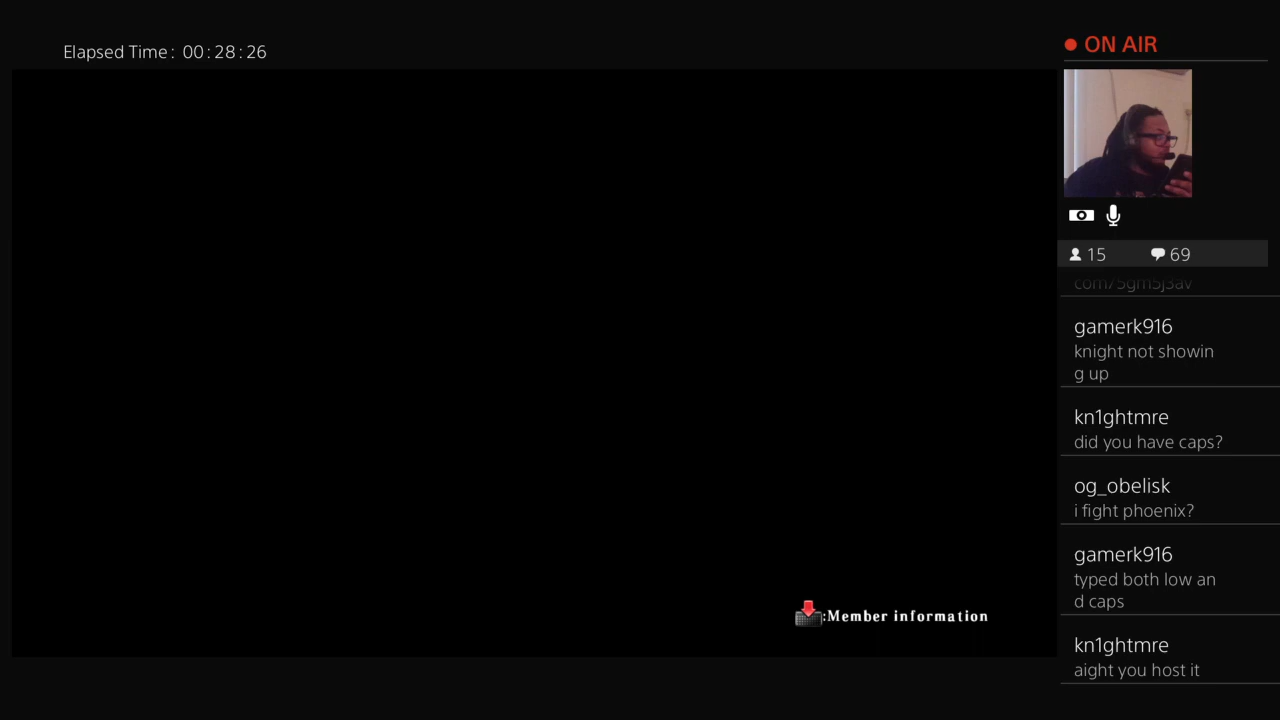 Elapsed Time: 00:28:26
ON AIR
15 69
gamerk916
knight not showin
g up
kn1ghtmre
did you have caps?
og_obelisk
i fight phoenix?
gamerk916
typed both low an
d caps
kn1ghtmre
aight you host it
:Member information